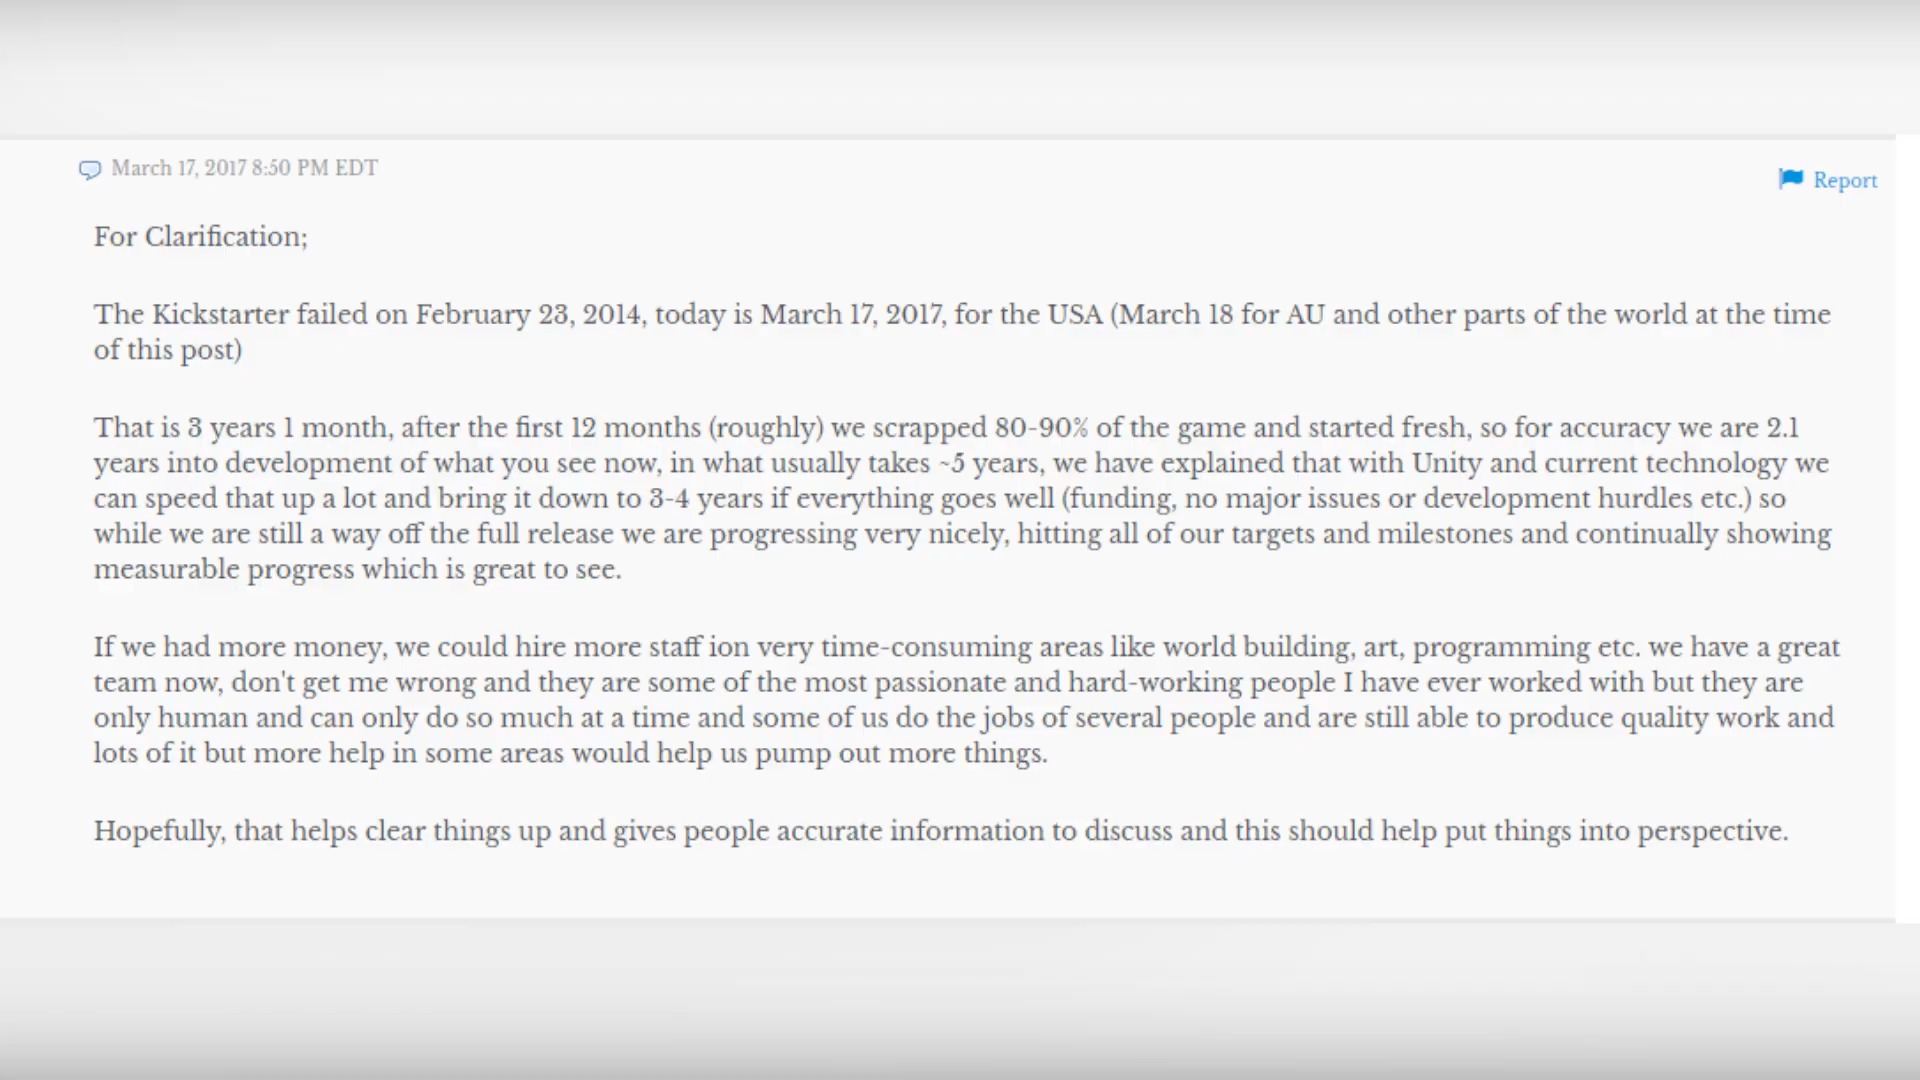 March 17, 2017 8:50 PM EDT
Report
For Clarification;
The Kickstarter failed on February 23, 2014, today is March 17, 2017, for the USA (March 18 for AU and other parts of the world at the time
of this post)
That is 3 years 1 month, after the first 12 months (roughly) we scrapped 80-90% of the game and started fresh, so for accuracy we are 2.1
years into development of what you see now, in what usually takes ~5 years, we have explained that with Unity and current technology we
can speed that up a lot and bring it down to 3-4 years if everything goes well (funding, no major issues or development hurdles etc.) so
while we are still a way off the full release we are progressing very nicely, hitting all of our targets and milestones and continually showing
measurable progress which is great to see.
If we had more money, we could hire more staff ion very time-consuming areas like world building, art, programming etc. we have a great
team now, don't get me wrong and they are some of the most passionate and hard-working people I have ever worked with but they are
only human and can only do so much at a time and some of us do the jobs of several people and are still able to produce quality work and
lots of it but more help in some areas would help us pump out more things.
Hopefully, that helps clear things up and gives people accurate information to discuss and this should help put things into perspective.